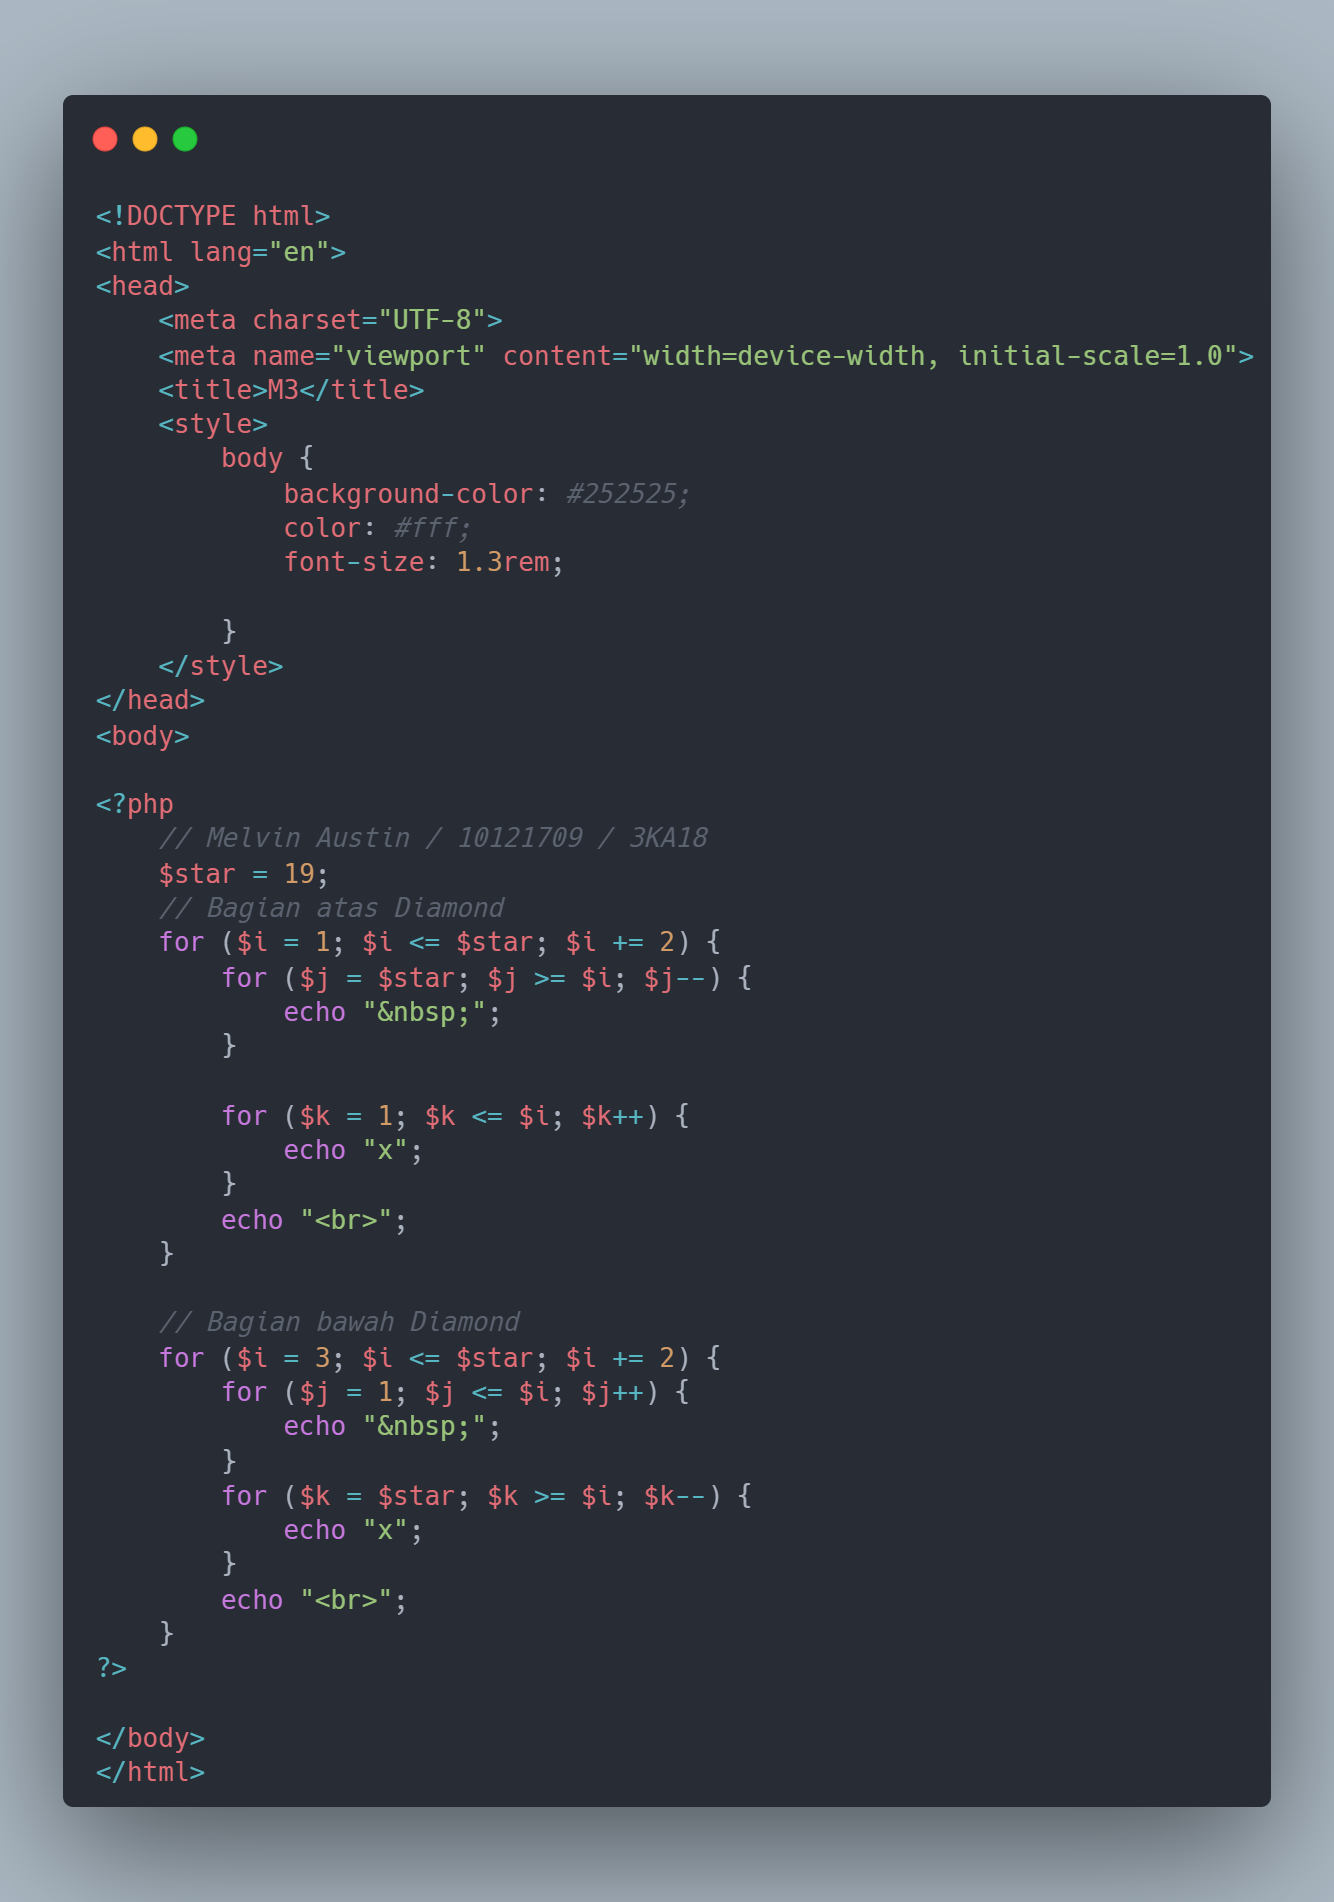 <!DOCTYPE html>
<html lang="en">
<head>
    <meta charset="UTF-8">
    <meta name="viewport" content="width=device-width, initial-scale=1.0">
    <title>M3</title>
    <style>
        body {
            background-color: #252525;
            color: #fff;
            font-size: 1.3rem;

        }
    </style>
</head>
<body>

<?php
    // Melvin Austin / 10121709 / 3KA18
    $star = 19;
    // Bagian atas Diamond
    for ($i = 1; $i <= $star; $i += 2) {
        for ($j = $star; $j >= $i; $j--) {
            echo "&nbsp;";
        }

        for ($k = 1; $k <= $i; $k++) {
            echo "x";
        }
        echo "<br>";
    }

    // Bagian bawah Diamond
    for ($i = 3; $i <= $star; $i += 2) {
        for ($j = 1; $j <= $i; $j++) {
            echo "&nbsp;";
        }
        for ($k = $star; $k >= $i; $k--) {
            echo "x";
        }
        echo "<br>";
    }
?>

</body>
</html>